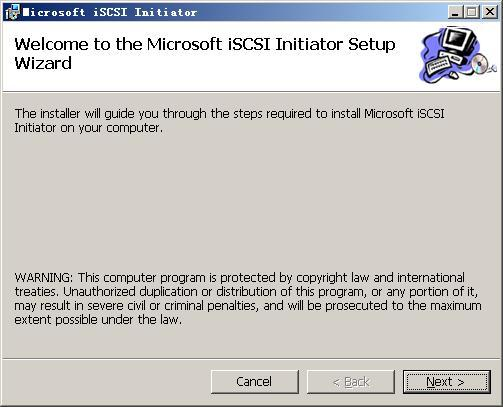 Microsoft iSCSI Initiator
Welcome to the Microsoft iSCSI Initiator Setup
Wizard
The installer will guide you through the steps required to install Microsoft iSCSI
Initiator on your computer.
WARNING: This computer program is protected by copyright law and international
treaties. Unauthorized duplication or distribution of this program, or any portion of it,
may result in severe civil or criminal penalties, and will be prosecuted to the maximum
extent possible under the law.
Cancel
< Back
Next >